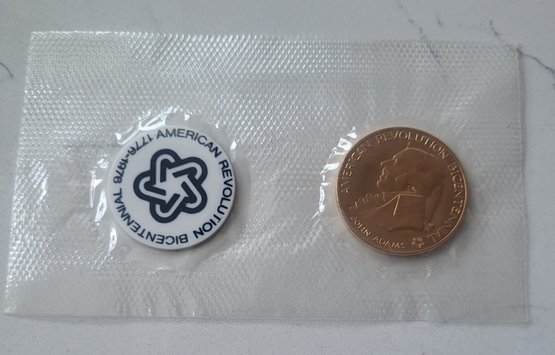 AMERICAN REVOLUTION BICENTENNIAL 1776-1976
AMERICAN REVOLUTION BICENTENNIAL
JOHN ADAMS